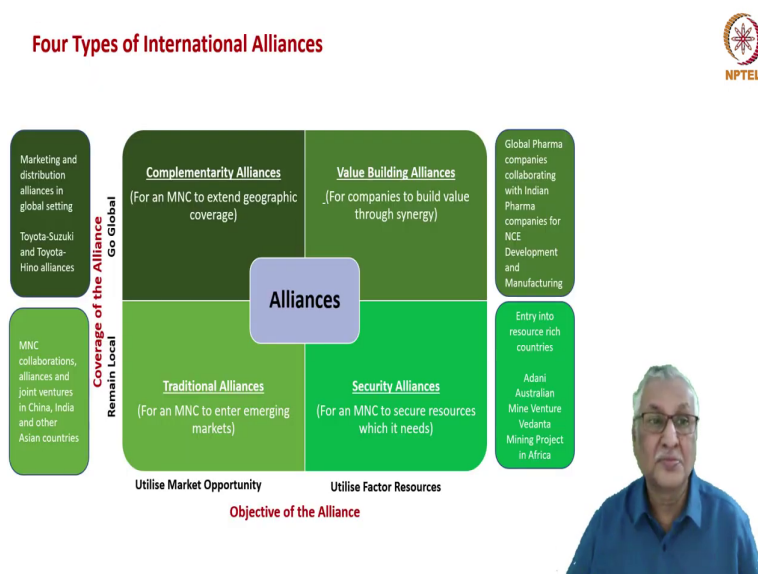 Four Types of International Alliances
NPTEL
Marketing and
distribution
alliances in
global setting
Toyota-Suzuki
and Toyota-
Hino alliances
MNC
collaborations,
alliances and
joint ventures
in China, India
and other
Asian countries
Coverage of the Alliance
Go Global
Remain Local
Complementarity Alliances
(For an MNC to extend geographic
coverage)
Value Building Alliances
(For companies to build value
through synergy)
Alliances
Traditional Alliances
(For an MNC to enter emerging
markets)
Security Alliances
(For an MNC to secure resources
which it needs)
Global Pharma
companies
collaborating
with Indian
Pharma
companies for
NCE
Development
and
Manufacturing
Entry into
resource rich
countries
Adani
Australian
Mine Venture
Vedanta
Mining Project
in Africa
Utilise Market Opportunity
Utilise Factor Resources
Objective of the Alliance